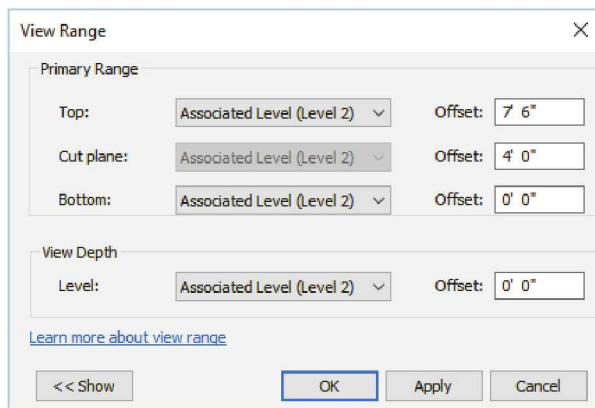 View Range
Primary Range
Top: Associated Level (Level 2) Offset: 7' 6"
Cut plane: Associated Level (Level 2) Offset: 4' 0"
Bottom: Associated Level (Level 2) Offset: 0' 0"
View Depth
Level: Associated Level (Level 2) Offset: 0' 0"
Learn more about view range
<< Show OK Apply Cancel